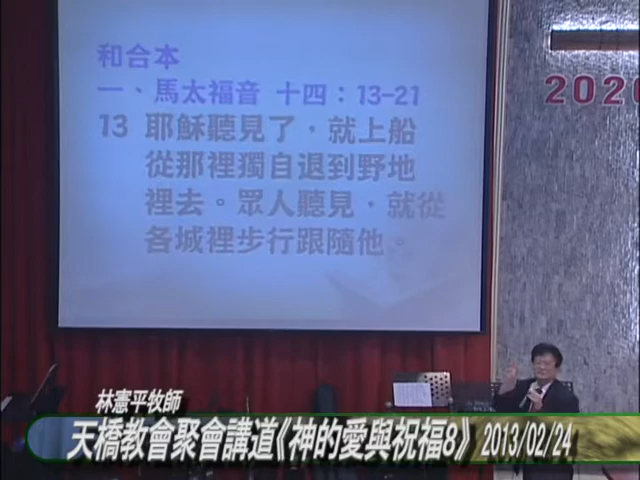 和合本
一、馬太福音 十四：13-21
13 耶穌聽見了，就上船
從那裡獨自退到野地
裡去。眾人聽見，就從
各城裡步行跟隨他。
2020
林憲平牧師
天橋教會聚會講道《神的愛與祝福8》 2013/02/24